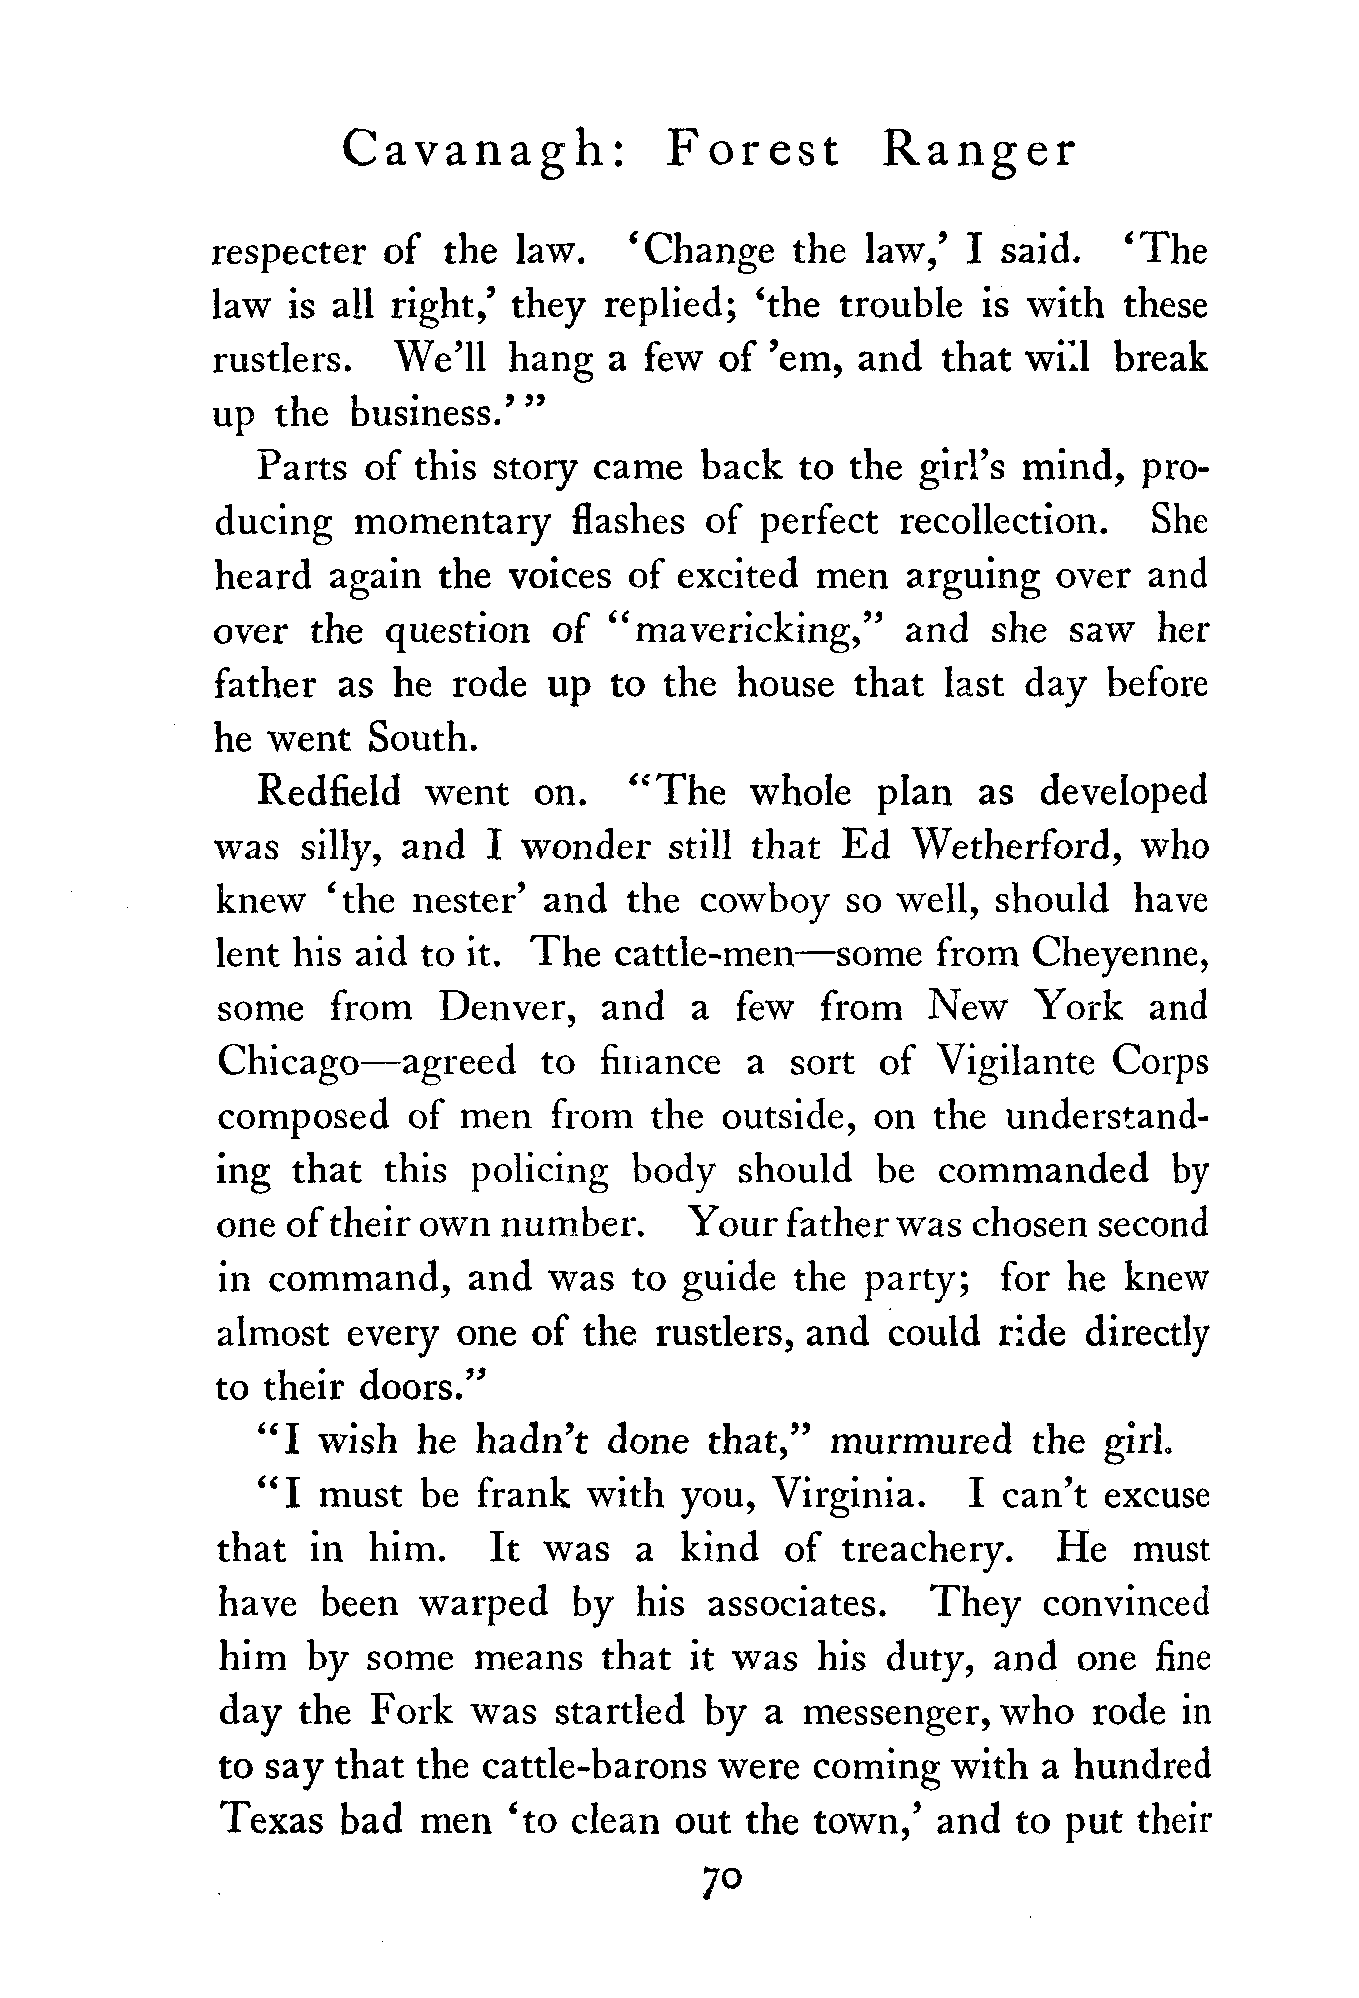 Cavanagh: Forest Ranger
respecter of the law. ‘Change the law,’ I said. ‘The
law is all right,’ they replied; ‘the trouble is with these
rustlers. We’ll hang a few of ’em, and that will break
up the business.’”
Parts of this story came back to the girl’s mind, pro-
ducing momentary flashes of perfect recollection. She
heard again the voices of excited men arguing over and
over the question of “mavericking,” and she saw her
father as he rode up to the house that last day before
he went South.
Redfield went on. “The whole plan as developed
was silly, and I wonder still that Ed Wetherford, who
knew ‘the nester’ and the cowboy so well, should have
lent his aid to it. The cattle-men—some from Cheyenne,
some from Denver, and a few from New York and
Chicago—agreed to finance a sort of Vigilante Corps
composed of men from the outside, on the understand-
ing that this policing body should be commanded by
one of their own number. Your father was chosen second
in command, and was to guide the party; for he knew
almost every one of the rustlers, and could ride directly
to their doors.”
“I wish he hadn’t done that,” murmured the girl.
“I must be frank with you, Virginia. I can’t excuse
that in him. It was a kind of treachery. He must
have been warped by his associates. They convinced
him by some means that it was his duty, and one fine
day the Fork was startled by a messenger, who rode in
to say that the cattle-barons were coming with a hundred
Texas bad men ‘to clean out the town,’ and to put their
70